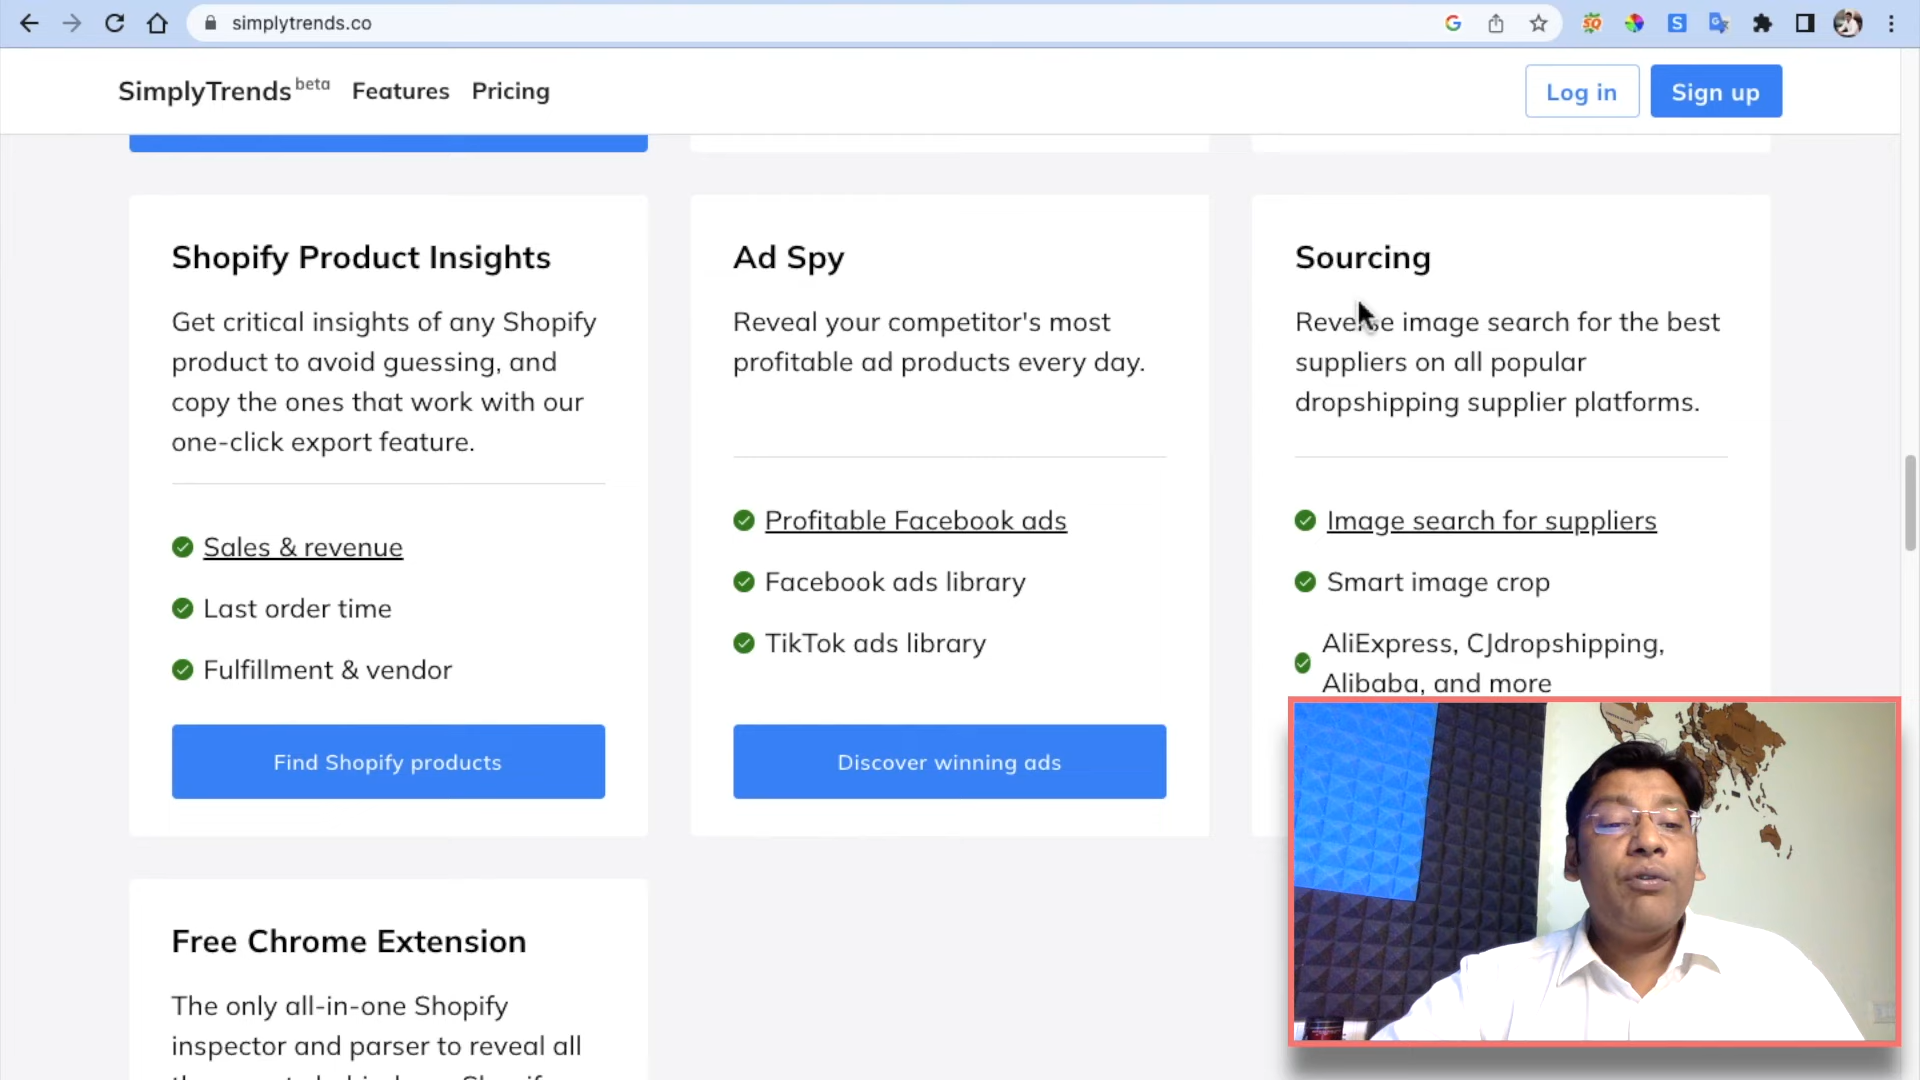 simplytrends.co
SimplyTrends beta
Features
Pricing
Log in
Sign up
Shopify Product Insights
Get critical insights of any Shopify
product to avoid guessing, and
copy the ones that work with our
one-click export feature.
Sales & revenue
Last order time
Fulfillment & vendor
Find Shopify products
Ad Spy
Reveal your competitor's most
profitable ad products every day.
Profitable Facebook ads
Facebook ads library
TikTok ads library
Discover winning ads
Sourcing
Reverse image search for the best
suppliers on all popular
dropshipping supplier platforms.
Image search for suppliers
Smart image crop
AliExpress, CJdropshipping,
Alibaba, and more
Free Chrome Extension
The only all-in-one Shopify
inspector and parser to reveal all